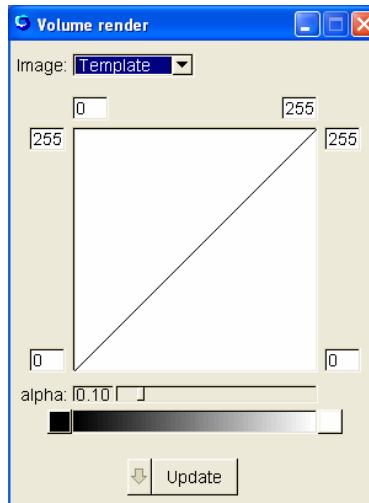 Volume render
Image: Template
0 255
255 255
0 0
alpha: 0.10
Update